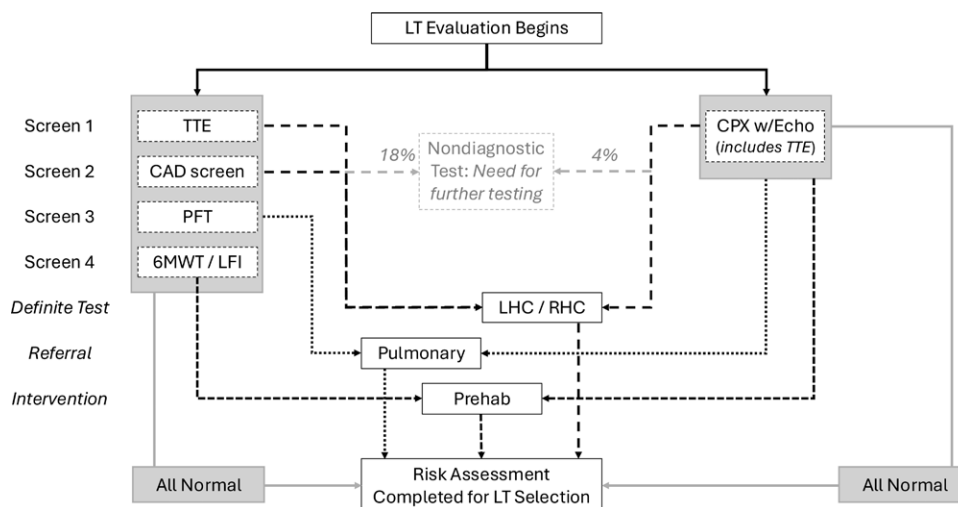 LT Evaluation Begins
Screen 1
TTE
CPX w/Echo
(includes TTE)
18%
Nondiagnostic
Test: Need for
further testing
4%
Screen 2
CAD screen
Screen 3
PFT
Screen 4
6MWT / LFI
Definite Test
LHC / RHC
Referral
Pulmonary
Intervention
Prehab
All Normal
Risk Assessment
Completed for LT Selection
All Normal